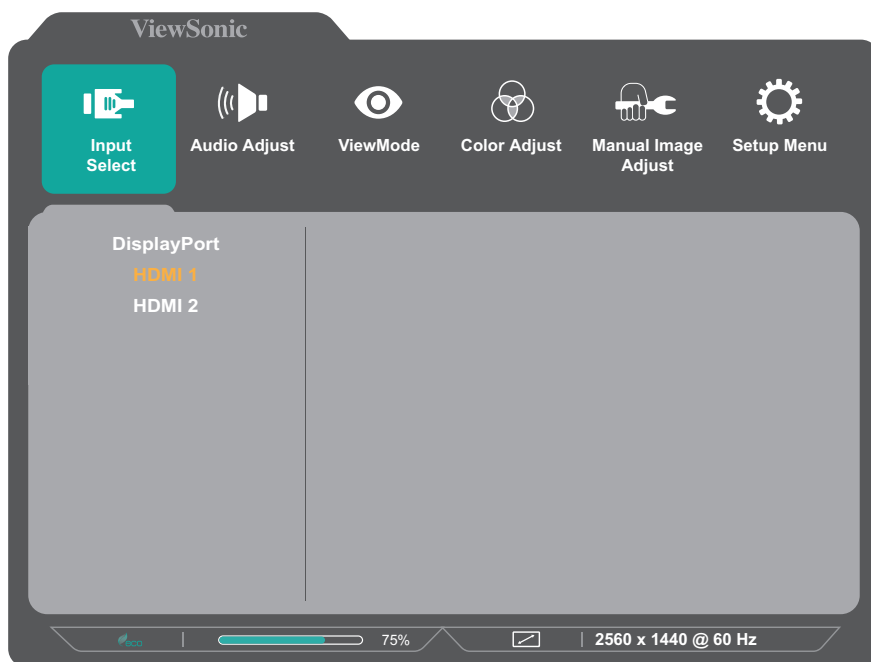 ViewSonic
Input
Select
Audio Adjust
ViewMode
Color Adjust
Manual Image
Adjust
Setup Menu
DisplayPort
HDMI 1
HDMI 2
eco
75%
2560 x 1440 @ 60 Hz